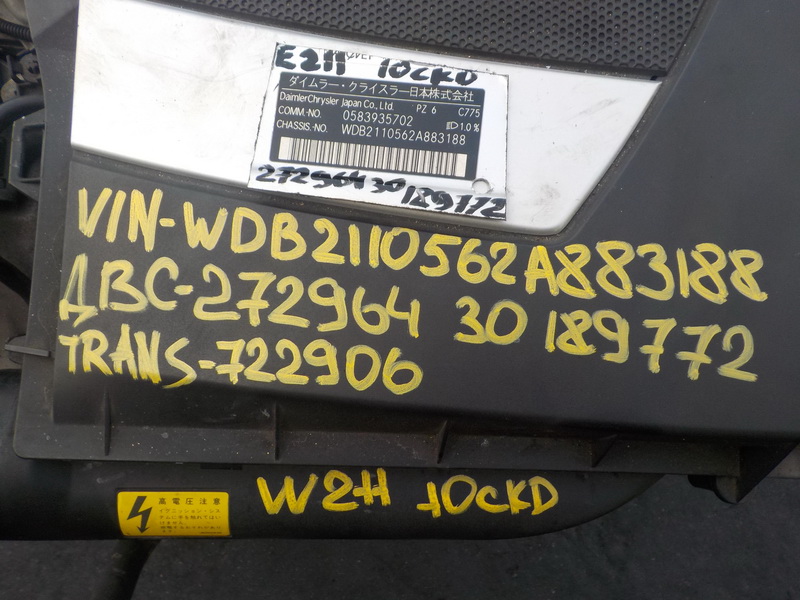 E211 10CKD
ダイムラー・クライスラー日本株式会社
DaimlerChrysler Japan Co., Ltd. PZ 6 C775
COMM.-NO. 0583935702
1.0%
CHASSIS.-NO. WDB2110562A883188
272964 30 189772
VIN-WDB2110562A883188
ДВС-272964 30 189772
TRANS-722906
W2H 10CKD
高電圧注意